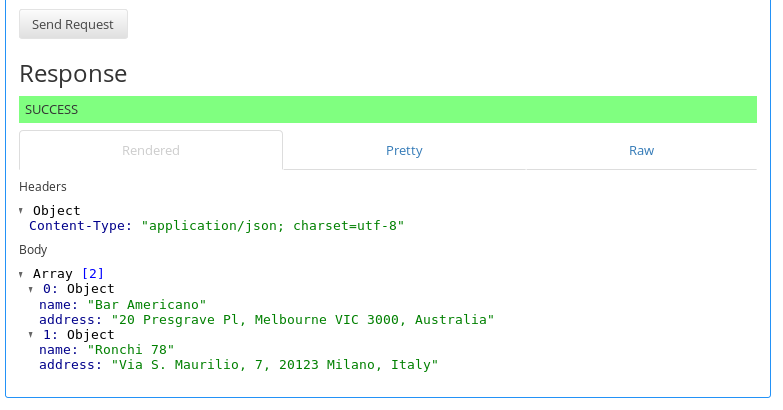 Send Request
Response
SUCCESS
Rendered Pretty Raw
Headers
Object
Content-Type: "application/json; charset=utf-8"
Body
Array [2]
0: Object
name: "Bar Americano"
address: "20 Presgrave Pl, Melbourne VIC 3000, Australia"
1: Object
name: "Ronchi 78"
address: "Via S. Maurilio, 7, 20123 Milano, Italy"